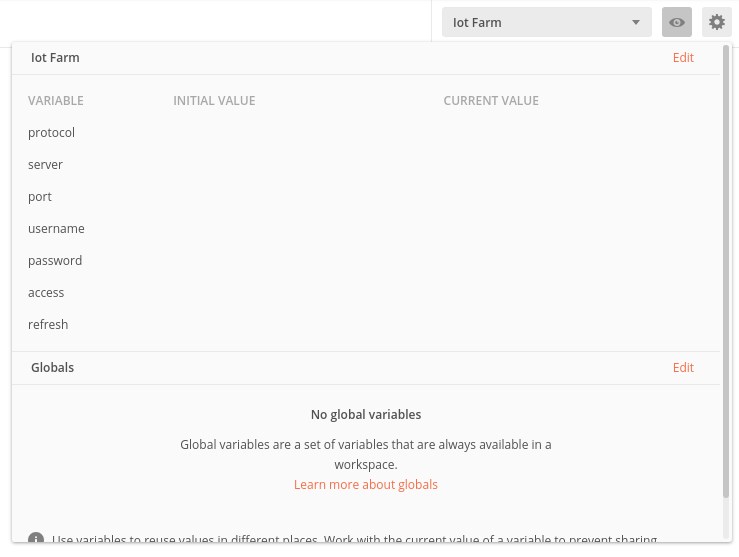 Iot Farm
Iot Farm Edit
VARIABLE INITIAL VALUE CURRENT VALUE
protocol
server
port
username
password
access
refresh
Globals Edit
No global variables
Global variables are a set of variables that are always available in a
workspace.
Learn more about globals
Use variables to reuse values in different places. Work with the current value of a variable to prevent sharing